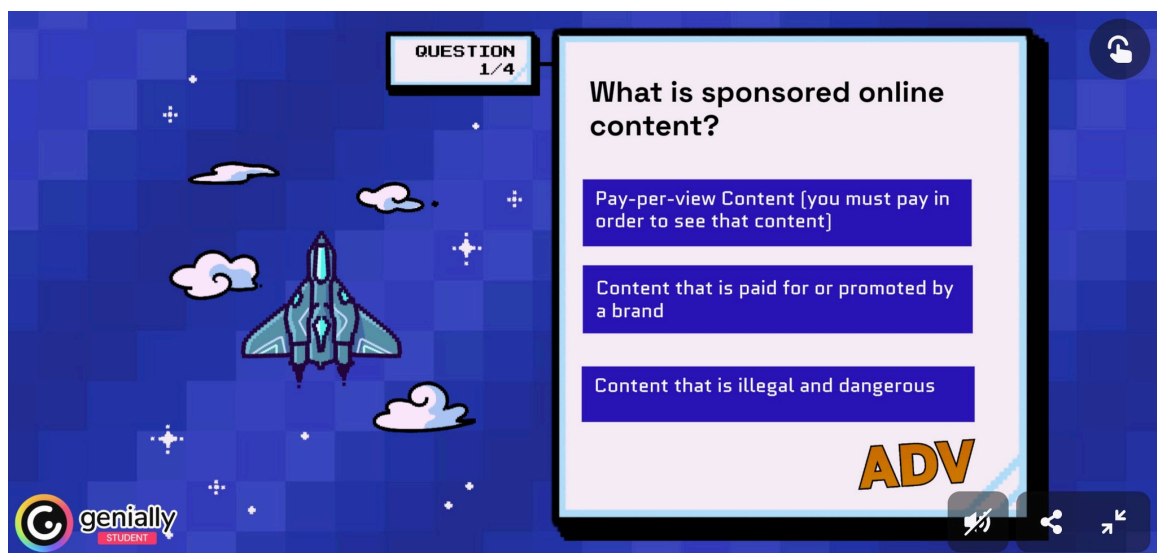 QUESTION
1/4
What is sponsored online
content?
Pay-per-view Content (you must pay in
order to see that content)
Content that is paid for or promoted by
a brand
Content that is illegal and dangerous
ADV
genially
STUDENT